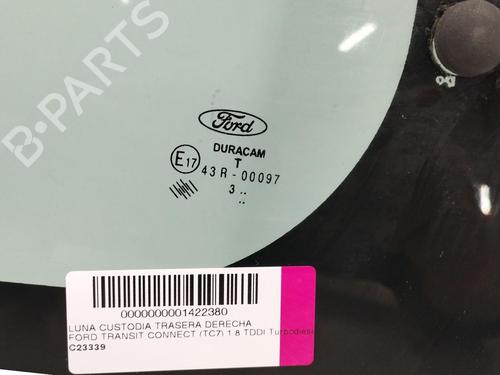 B-PARTS
Ford
DURACAM
T
E17 43R-00097
3 ..
..
0000000001422380
LUNA CUSTODIA TRASERA DERECHA
FORD TRANSIT CONNECT (TC7) 1.8 TDDI Turbodiesel
C23339